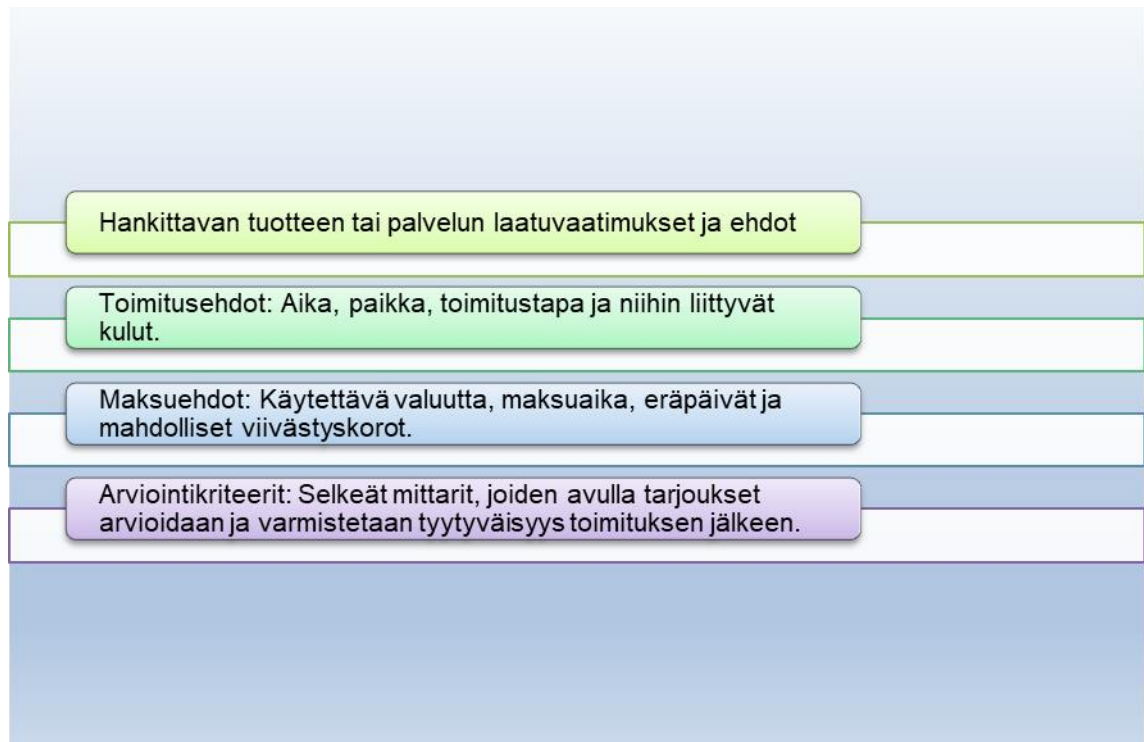 Hankittavan tuotteen tai palvelun laatuvaatimukset ja ehdot
Toimitusehdot: Aika, paikka, toimitustapa ja niihin liittyvät
kulut.
Maksuehdot: Käytettävä valuutta, maksuaika, eräpäivät ja
mahdolliset viivästyskorot.
Arviointikriteerit: Selkeät mittarit, joiden avulla tarjoukset
arvioidaan ja varmistetaan tyytyväisyys toimituksen jälkeen.